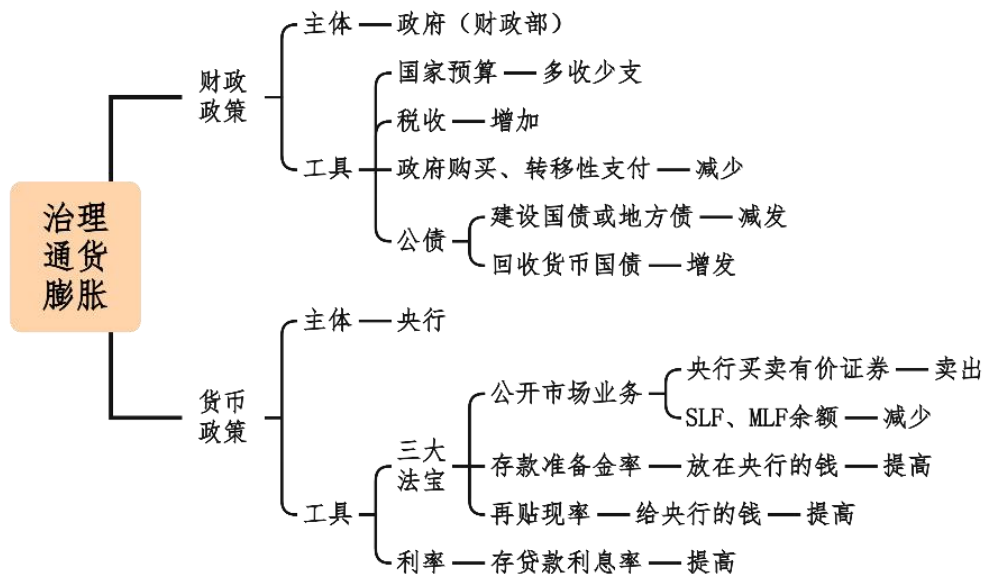 治理
通货
膨胀
财政
政策
主体
政府（财政部）
工具
国家预算
多收少支
税收
增加
政府购买、转移性支付
减少
公债
建设国债或地方债
减发
回收货币国债
增发
货币
政策
主体
央行
工具
三大
法宝
公开市场业务
央行买卖有价证券
卖出
SLF、MLF余额
减少
存款准备金率
放在央行的钱
提高
再贴现率
给央行的钱
提高
利率
存贷款利息率
提高